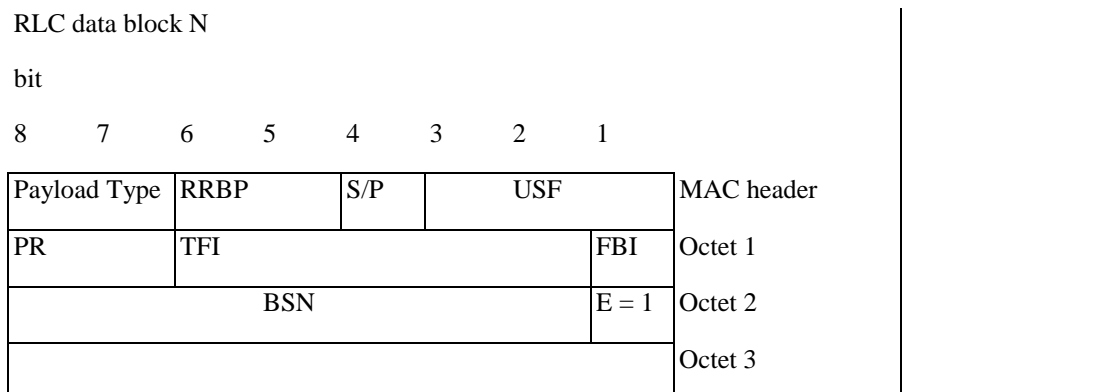 RLC data block N
bit
8 7 6 5 4 3 2 1
Payload Type RRBP S/P USF MAC header
PR TFI FBI Octet 1
BSN E = 1 Octet 2
Octet 3